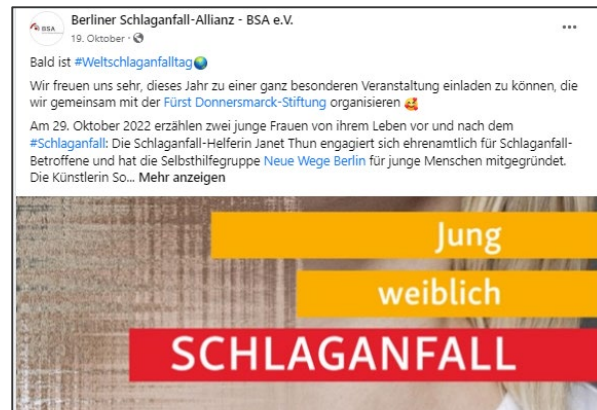 BSA
Berliner Schlaganfall-Allianz - BSA e.V.
19. Oktober ·
Bald ist #Weltschlaganfalltag🌍
Wir freuen uns sehr, dieses Jahr zu einer ganz besonderen Veranstaltung einladen zu können, die
wir gemeinsam mit der Fürst Donnersmarck-Stiftung organisieren 🥰
Am 29. Oktober 2022 erzählen zwei junge Frauen von ihrem Leben vor und nach dem
#Schlaganfall: Die Schlaganfall-Helferin Janet Thun engagiert sich ehrenamtlich für Schlaganfall-
Betroffene und hat die Selbsthilfegruppe Neue Wege Berlin für junge Menschen mitgegründet.
Die Künstlerin So... Mehr anzeigen
Jung
weiblich
SCHLAGANFALL